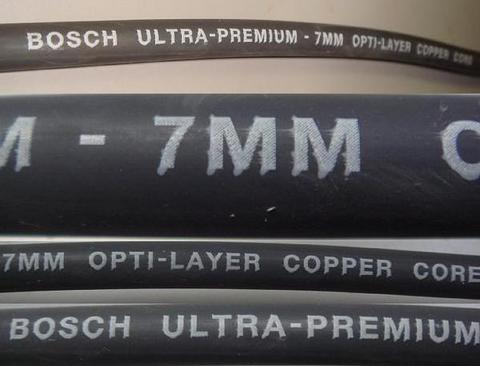 BOSCH ULTRA-PREMIUM - 7MM OPTI-LAYER COPPER CORE
M - 7MM C
7MM OPTI-LAYER COPPER CORE
BOSCH ULTRA-PREMIUM